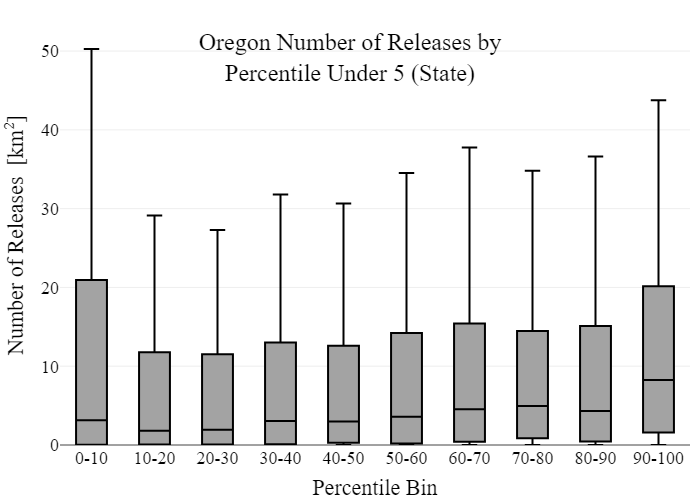 Oregon Number of Releases by
Percentile Under 5 (State)
Number of Releases [km²]
50
40
30
20
10
0
0-10 10-20 20-30 30-40 40-50 50-60 60-70 70-80 80-90 90-100
Percentile Bin